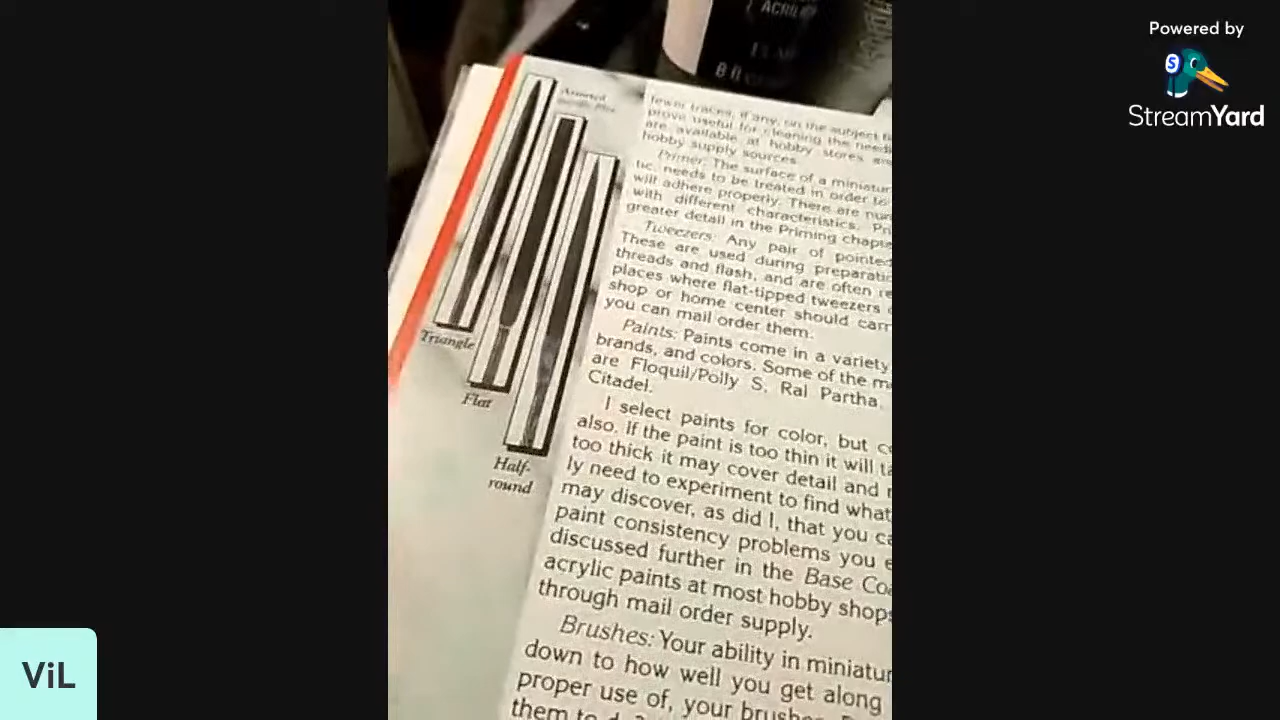 Powered by
StreamYard
ViL
ACRIL
8 fl
Assorted
Triangle
Flat
Half-
round
fewer traces, if any, on the subject
prove useful for cleaning the
are available at hobby stores
hobby supply sources.
Primer: The surface of a
tic, needs to be treated in order to
will adhere properly. There are
with different characteristics.
greater detail in the Priming
Tweezers: Any pair of pointed
These are used during
threads and flash, and are often
places where flat-tipped tweezers
shop or home center should
you can mail order them.
Paints: Paints come in a variety
brands, and colors. Some of the
are Floquil/Polly S, Ral Partha,
Citadel.
I select paints for color, but
also. If the paint is too thin it will
too thick it may cover detail and
ly need to experiment to find what
may discover, as did I, that you
paint consistency problems you
discussed further in the Base
acrylic paints at most hobby shops
through mail order supply.
Brushes: Your ability in
down to how well you get along
proper use of, your
them to